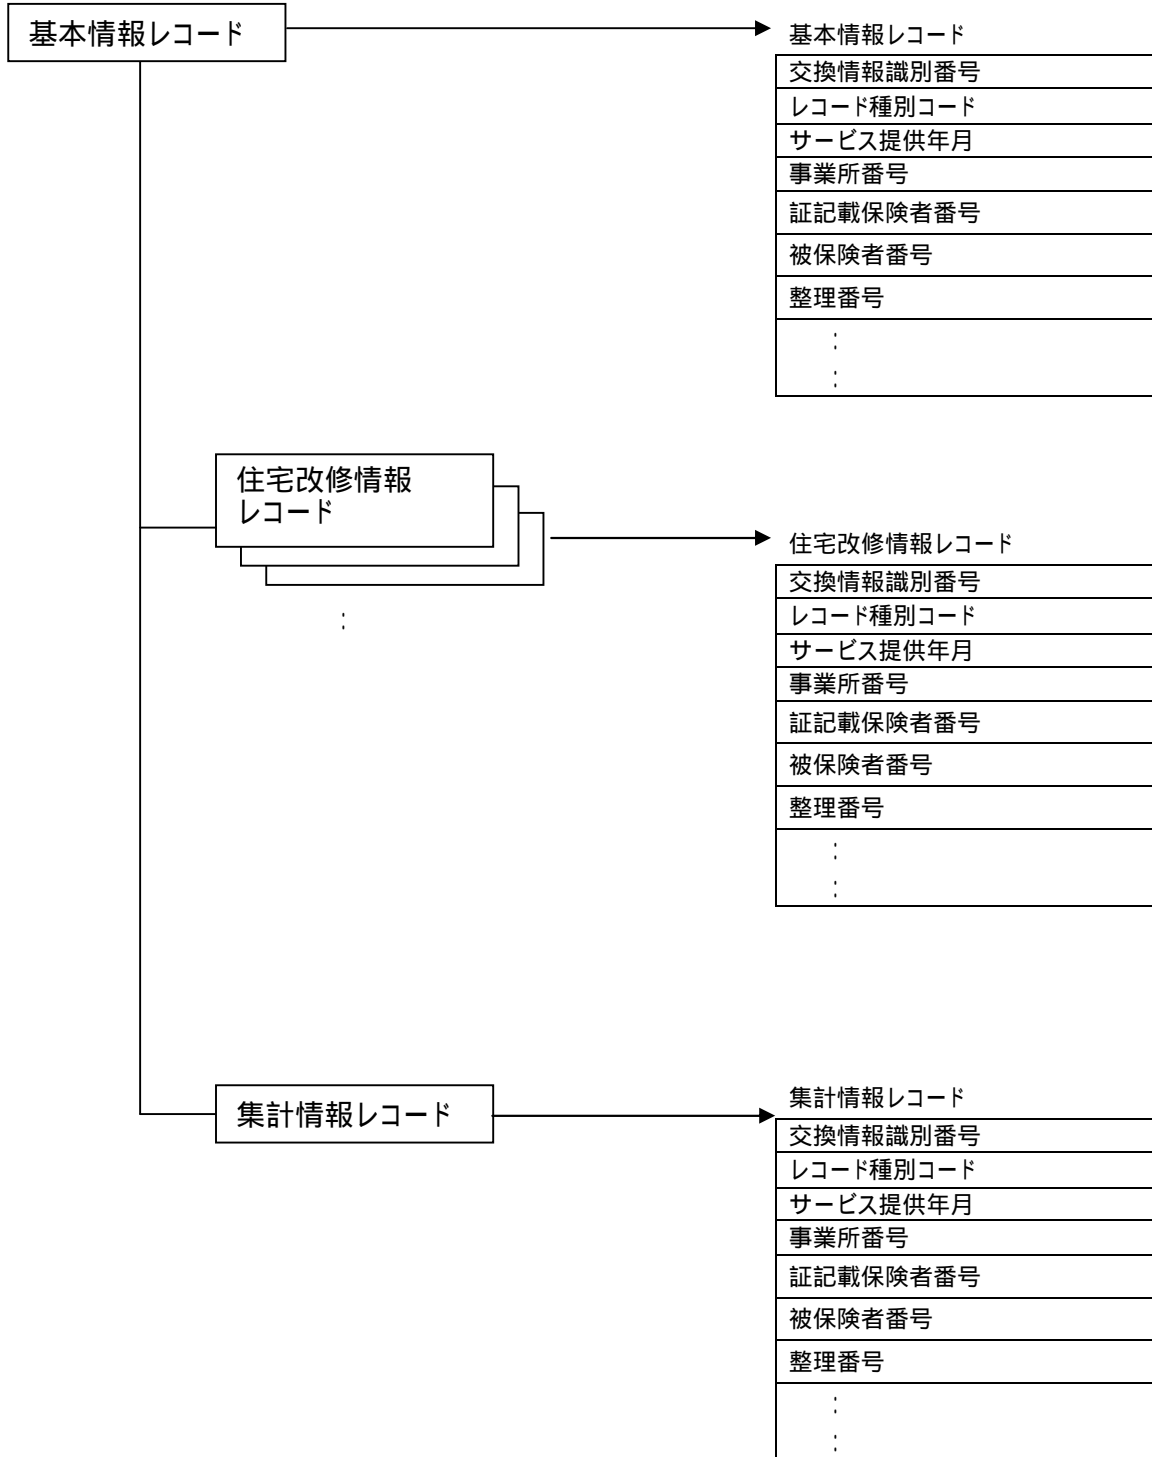 基本情報レコード
基本情報レコード
交換情報識別番号
レコード種別コード
サービス提供年月
事業所番号
証記載保険者番号
被保険者番号
整理番号
:
:
住宅改修情報
レコード
:
住宅改修情報レコード
交換情報識別番号
レコード種別コード
サービス提供年月
事業所番号
証記載保険者番号
被保険者番号
整理番号
:
:
集計情報レコード
集計情報レコード
交換情報識別番号
レコード種別コード
サービス提供年月
事業所番号
証記載保険者番号
被保険者番号
整理番号
:
: